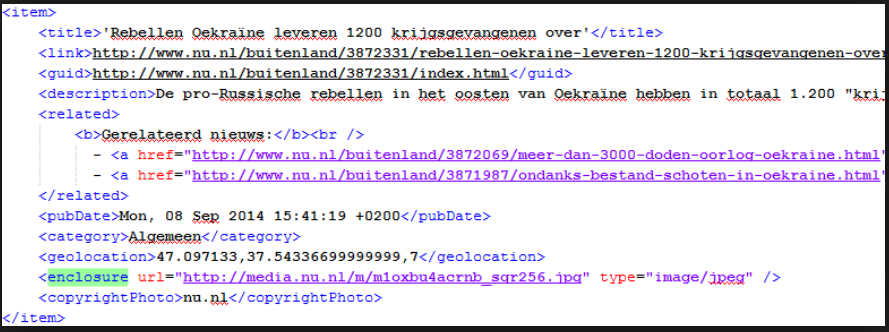 <item>
<title>'Rebellen Oekraïne leveren 1200 krijgsgevangenen over'</title>
<link>http://www.nu.nl/buitenland/3872331/rebellen-oekraine-leveren-1200-krijgsgevangenen-over
<guid>http://www.nu.nl/buitenland/3872331/index.html</guid>
<description>De pro-Russische rebellen in het oosten van Oekraïne hebben in totaal 1.200 "krij
<related>
<b>Gerelateerd nieuws:</b><br />
- <a href="http://www.nu.nl/buitenland/3872069/meer-dan-3000-doden-oorlog-oekraine.html"
- <a href="http://www.nu.nl/buitenland/3871987/ondanks-bestand-schoten-in-oekraine.html"
</related>
<pubDate>Mon, 08 Sep 2014 15:41:19 +0200</pubDate>
<category>Algemeen</category>
<geolocation>47.097133,37.54336699999999,7</geolocation>
<enclosure url="http://media.nu.nl/m/m1oxbu4acrnb_sqr256.jpg" type="image/jpeg" />
<copyrightPhoto>nu.nl</copyrightPhoto>
</item>